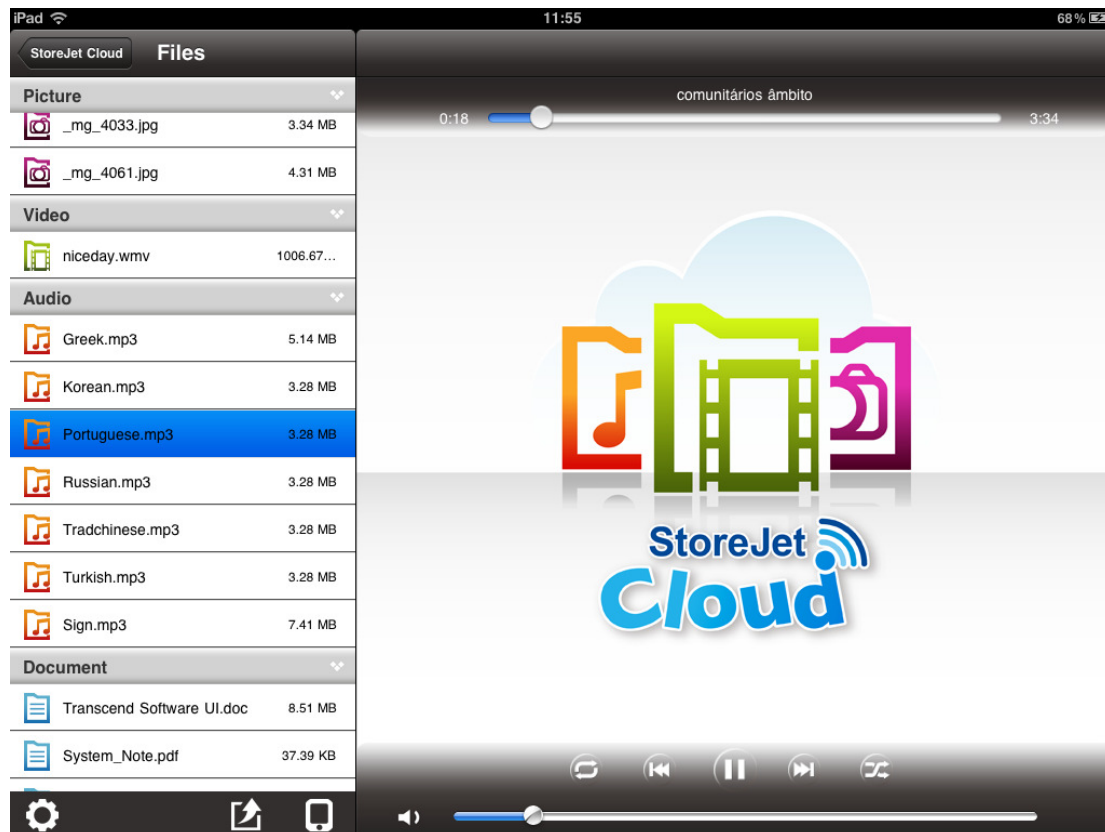 iPad 11:55 68%
StoreJet Cloud Files
Picture
_mg_4033.jpg 3.34 MB
_mg_4061.jpg 4.31 MB
Video
niceday.wmv 1006.67...
Audio
Greek.mp3 5.14 MB
Korean.mp3 3.28 MB
Portuguese.mp3 3.28 MB
Russian.mp3 3.28 MB
Tradchinese.mp3 3.28 MB
Turkish.mp3 3.28 MB
Sign.mp3 7.41 MB
Document
Transcend Software UI.doc 8.51 MB
System_Note.pdf 37.39 KB
comunitários âmbito
0:18 3:34
StoreJet
Cloud